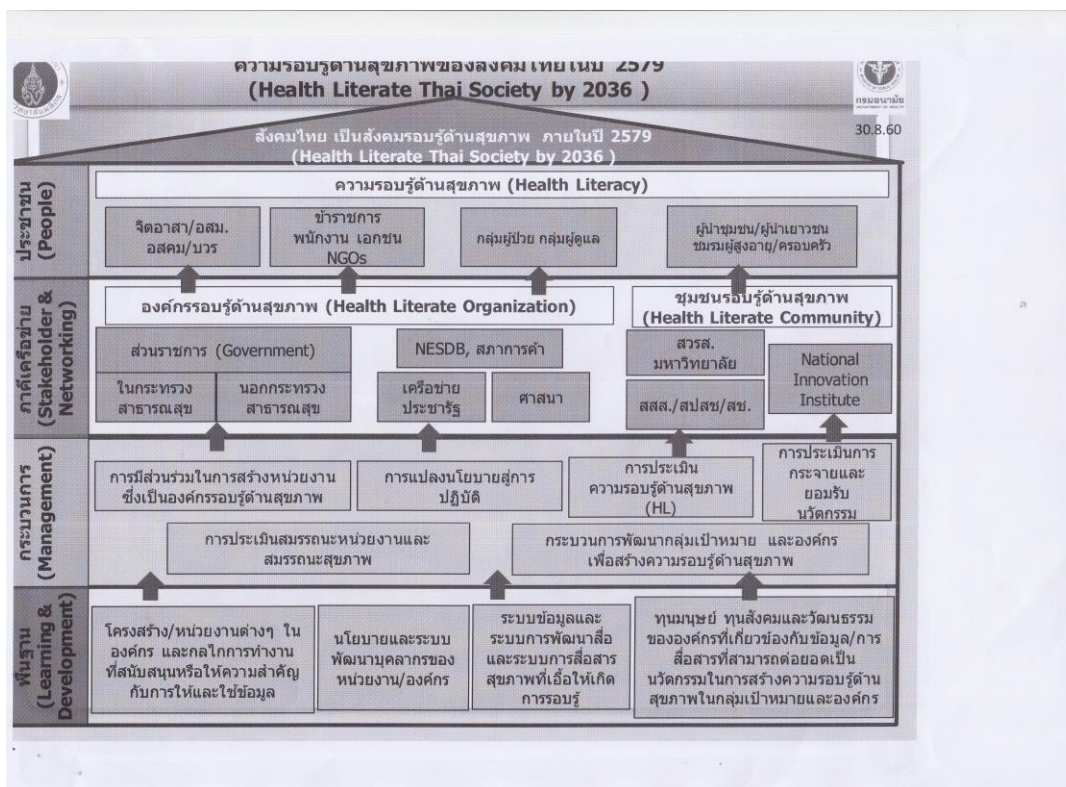 ความรอบรู้ด้านสุขภาพของสังคมไทยในปี 2579
(Health Literate Thai Society by 2036 )
กรมอนามัย
DEPARTMENT OF HEALTH
30.8.60
สังคมไทย เป็นสังคมรอบรู้ด้านสุขภาพ ภายในปี 2579
(Health Literate Thai Society by 2036 )
ประชาชน
(People)
ความรอบรู้ด้านสุขภาพ (Health Literacy)
จิตอาสา/อสม.
อสคม/บวร
ข้าราชการ
พนักงาน เอกชน
NGOs
กลุ่มผู้ป่วย กลุ่มผู้ดูแล
ผู้นำชุมชน/ผู้นำเยาวชน
ชมรมผู้สูงอายุ/ครอบครัว
ภาคีเครือข่าย
(Stakeholder &
Networking)
องค์กรรอบรู้ด้านสุขภาพ (Health Literate Organization)
ชุมชนรอบรู้ด้านสุขภาพ
(Health Literate Community)
ส่วนราชการ (Government)
ในกระทรวง
สาธารณสุข
นอกกระทรวง
สาธารณสุข
NESDB, สภาการค้า
เครือข่าย
ประชารัฐ
ศาสนา
สวรส.
มหาวิทยาลัย
สสส./สปสช/สช.
National
Innovation
Institute
กระบวนการ
(Management)
การมีส่วนร่วมในการสร้างหน่วยงาน
ซึ่งเป็นองค์กรรอบรู้ด้านสุขภาพ
การแปลงนโยบายสู่การ
ปฏิบัติ
การประเมิน
ความรอบรู้ด้านสุขภาพ
(HL)
การประเมินการ
กระจายและ
ยอมรับ
นวัตกรรม
การประเมินสมรรถนะหน่วยงานและ
สมรรถนะสุขภาพ
กระบวนการพัฒนากลุ่มเป้าหมาย และองค์กร
เพื่อสร้างความรอบรู้ด้านสุขภาพ
พื้นฐาน
(Learning &
Development)
โครงสร้าง/หน่วยงานต่างๆ ใน
องค์กร และกลไกการทำงาน
ที่สนับสนุนหรือให้ความสำคัญ
กับการให้และใช้ข้อมูล
นโยบายและระบบ
พัฒนาบุคลากรของ
หน่วยงาน/องค์กร
ระบบข้อมูลและ
ระบบการพัฒนาสื่อ
และระบบการสื่อสาร
สุขภาพที่เอื้อให้เกิด
การรอบรู้
ทุนมนุษย์ ทุนสังคมและวัฒนธรรม
ขององค์กรที่เกี่ยวข้องกับข้อมูล/การ
สื่อสารที่สามารถต่อยอดเป็น
นวัตกรรมในการสร้างความรอบรู้ด้าน
สุขภาพในกลุ่มเป้าหมายและองค์กร